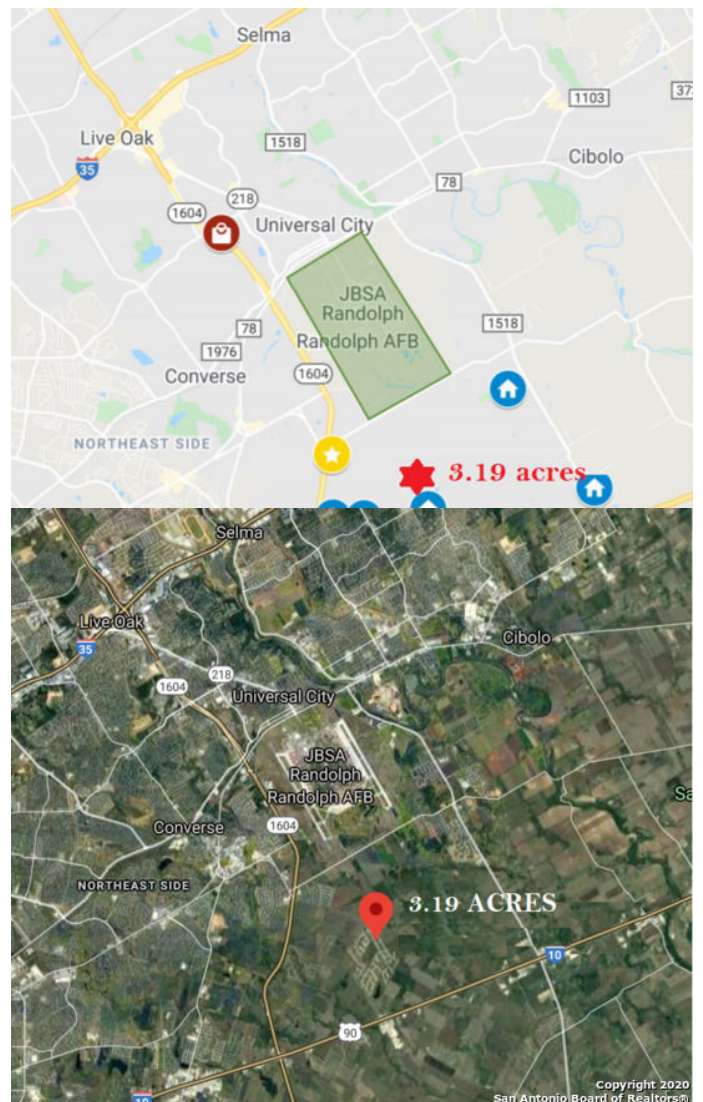 Selma
1103
37
Live Oak
1518
Cibolo
35
78
218
1604
Universal City
JBSA
Randolph
Randolph AFB
1518
78
1976
Converse
1604
NORTHEAST SIDE
3.19 acres
Selma
Live Oak
Cibolo
35
218
1604
Universal City
JBSA
Randolph
Randolph AFB
Sa
Converse
1604
NORTHEAST SIDE
3.19 ACRES
10
90
10
Copyright 2020
San Antonio Board of Realtors®